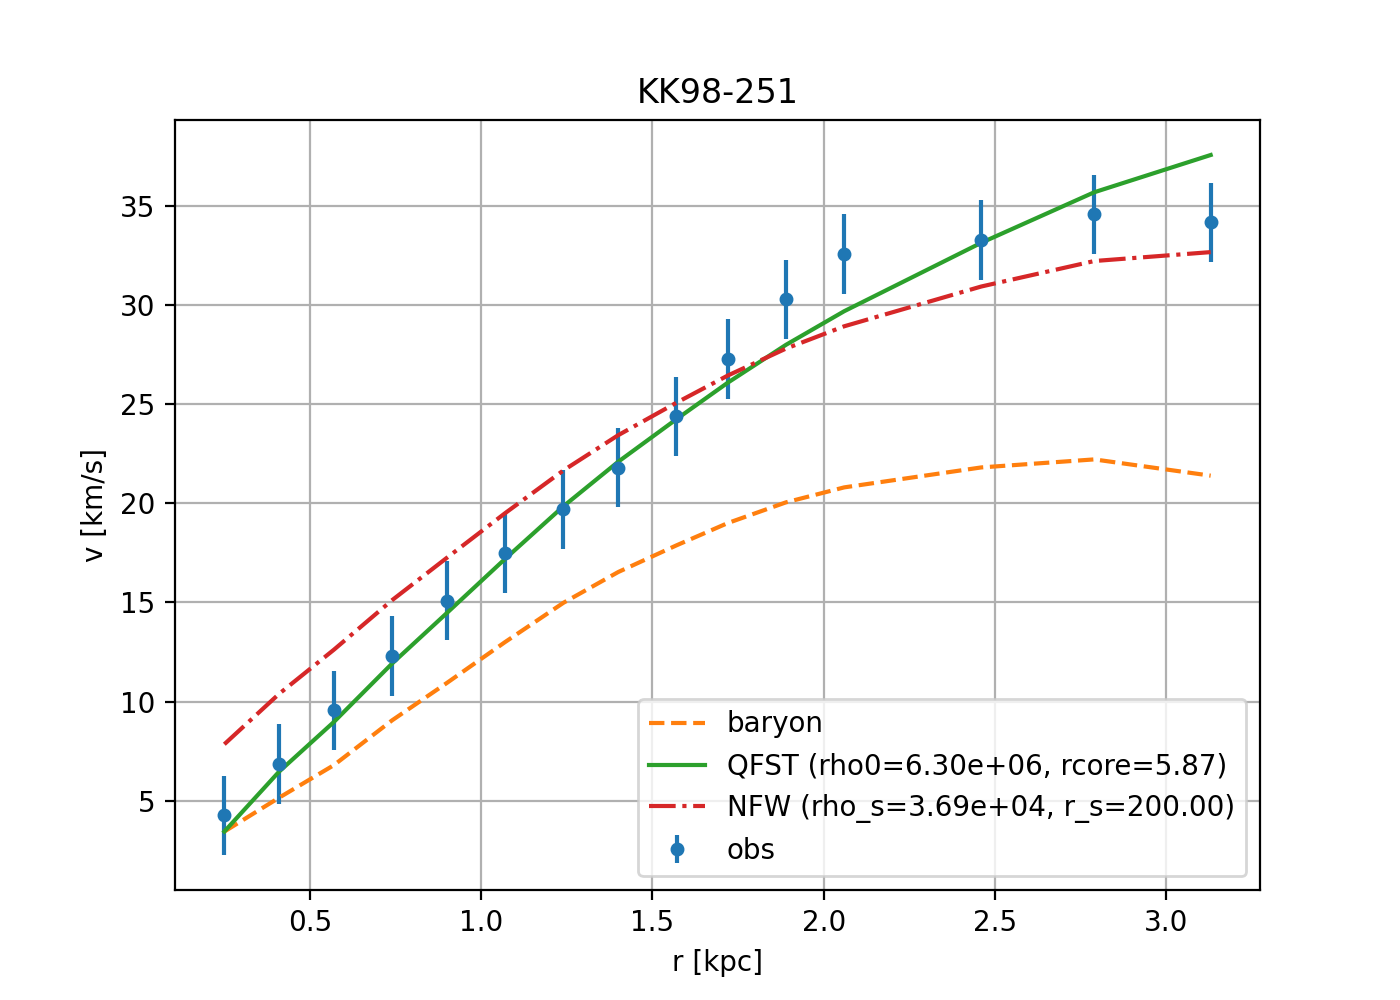 KK98-251
v [km/s]
35
30
25
20
15
10
5
baryon
QFST (rho0=6.30e+06, rcore=5.87)
NFW (rho_s=3.69e+04, r_s=200.00)
obs
0.5 1.0 1.5 2.0 2.5 3.0
r [kpc]